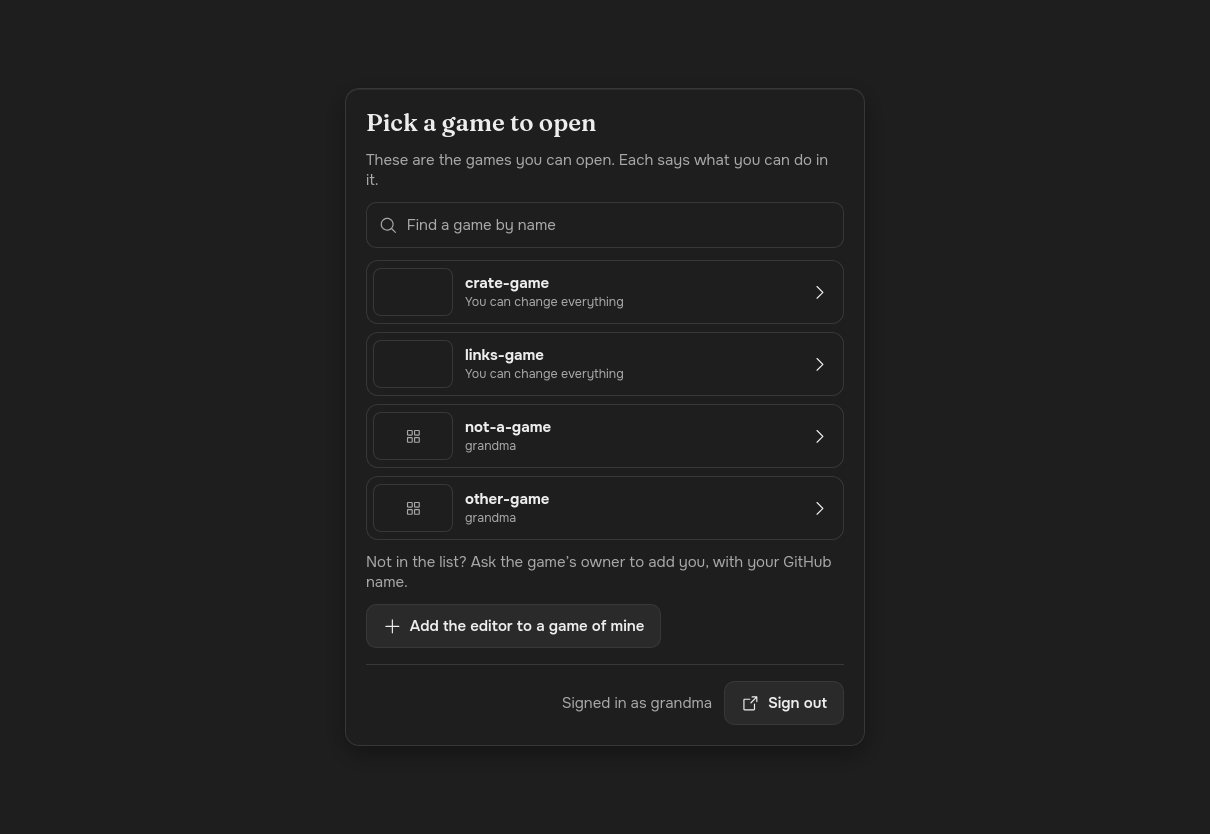 Pick a game to open
These are the games you can open. Each says what you can do in
it.
Find a game by name
crate-game
You can change everything
links-game
You can change everything
not-a-game
grandma
other-game
grandma
Not in the list? Ask the game's owner to add you, with your GitHub
name.
Add the editor to a game of mine
Signed in as grandma
Sign out